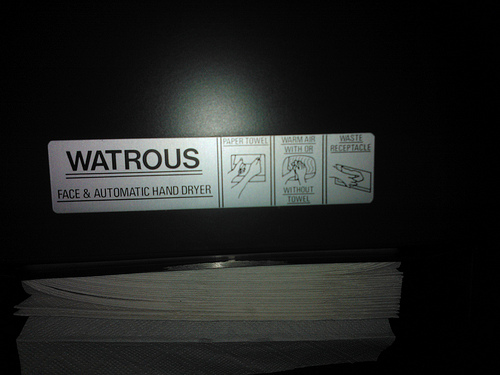 WATROUS
FACE & AUTOMATIC HAND DRYER
PAPER TOWEL
WARM AIR
WITH OR
WITHOUT
TOWEL
WASTE
RECEPTACLE